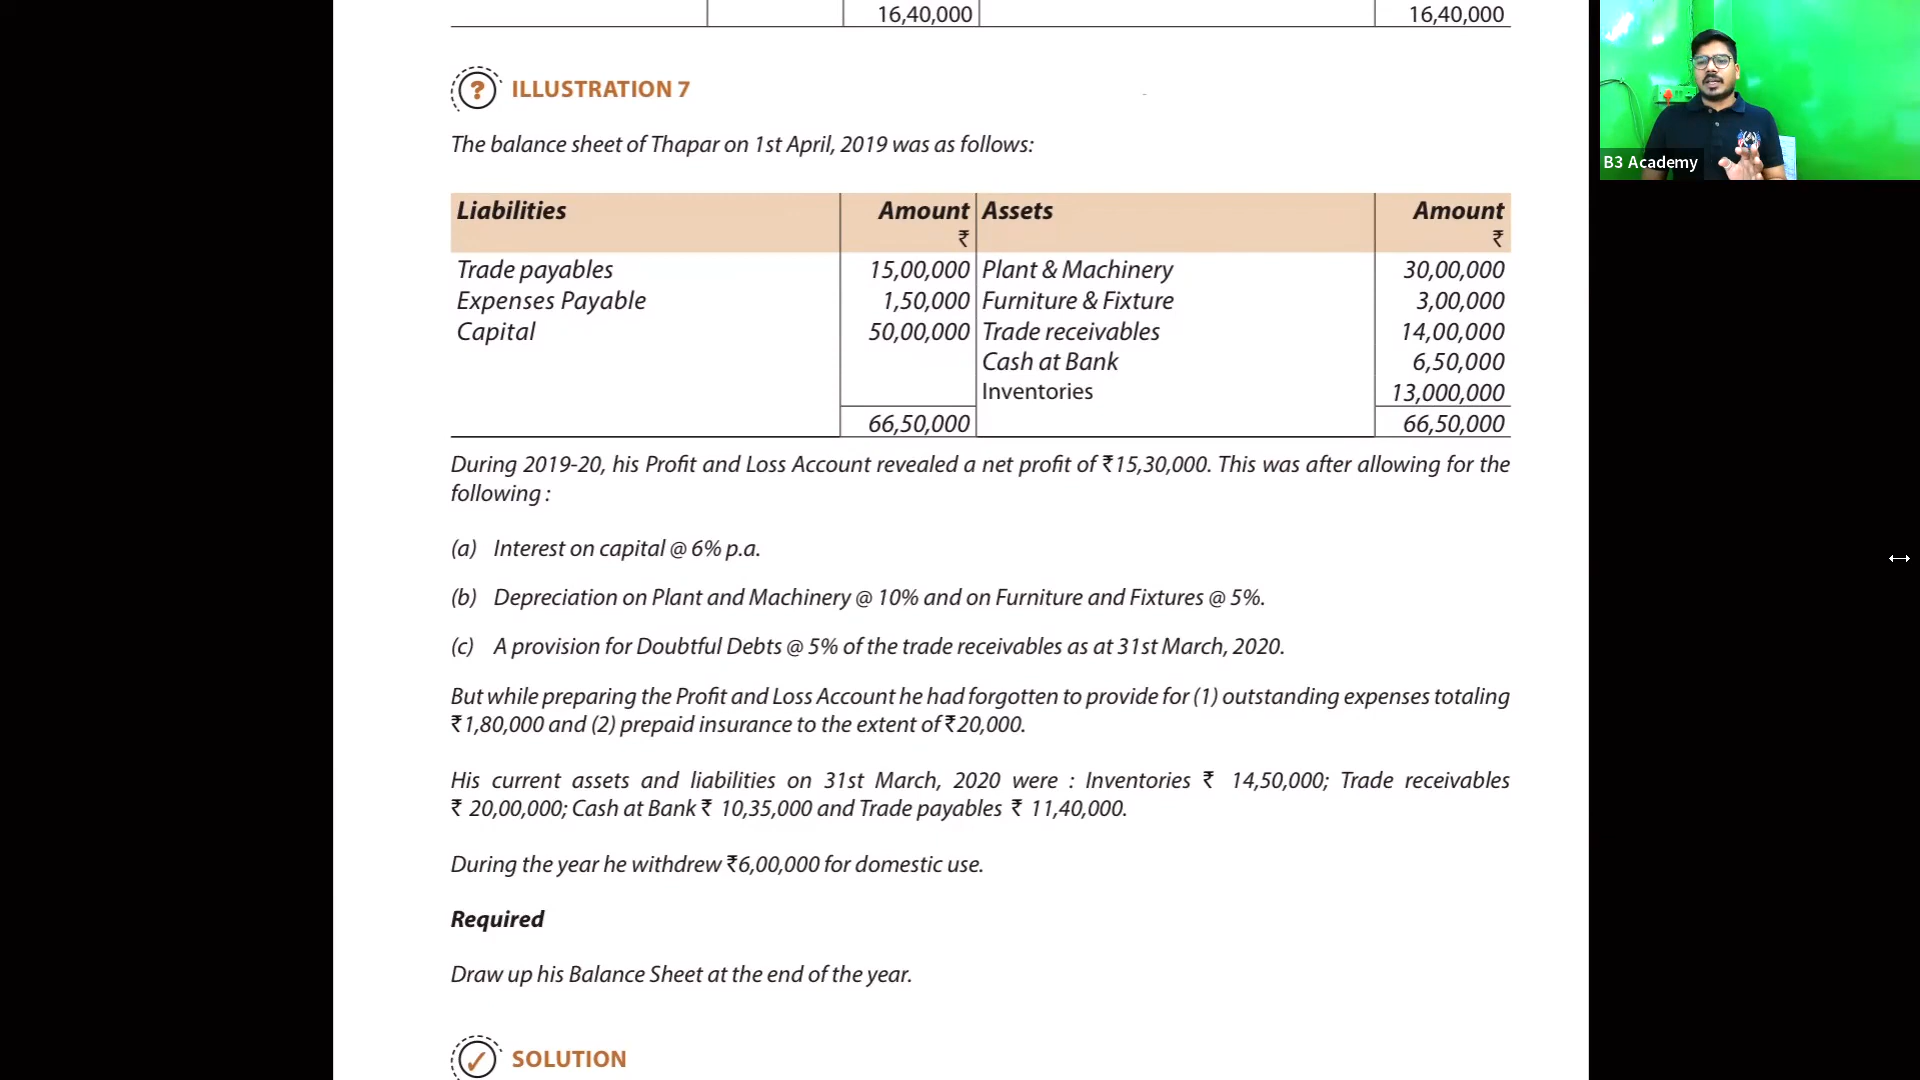 16,40,000 16,40,000
? ILLUSTRATION 7
The balance sheet of Thapar on 1st April, 2019 was as follows:
Liabilities Amount Assets Amount
₹ ₹
Trade payables 15,00,000 Plant & Machinery 30,00,000
Expenses Payable 1,50,000 Furniture & Fixture 3,00,000
Capital 50,00,000 Trade receivables 14,00,000
Cash at Bank 6,50,000
Inventories 13,000,000
66,50,000 66,50,000
During 2019-20, his Profit and Loss Account revealed a net profit of ₹15,30,000. This was after allowing for the
following :
(a) Interest on capital @ 6% p.a.
(b) Depreciation on Plant and Machinery @ 10% and on Furniture and Fixtures @ 5%.
(c) A provision for Doubtful Debts @ 5% of the trade receivables as at 31st March, 2020.
But while preparing the Profit and Loss Account he had forgotten to provide for (1) outstanding expenses totaling
₹1,80,000 and (2) prepaid insurance to the extent of ₹20,000.
His current assets and liabilities on 31st March, 2020 were : Inventories ₹ 14,50,000; Trade receivables
₹ 20,00,000; Cash at Bank ₹ 10,35,000 and Trade payables ₹ 11,40,000.
During the year he withdrew ₹6,00,000 for domestic use.
Required
Draw up his Balance Sheet at the end of the year.
SOLUTION
B3 Academy